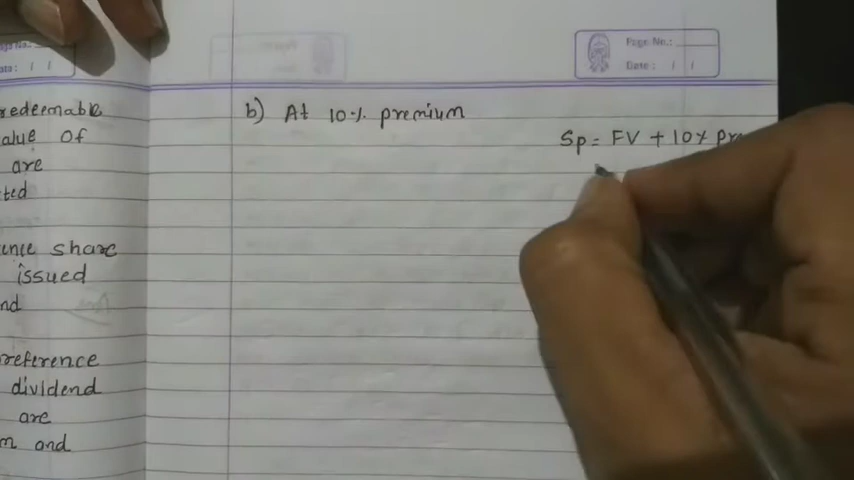 redeemable
alue of
are
ted
ence share
issued
nd
reference
dividend
are
m and
Page No.:
Date: / /
b) At 10% premium
Sp = FV + 10%